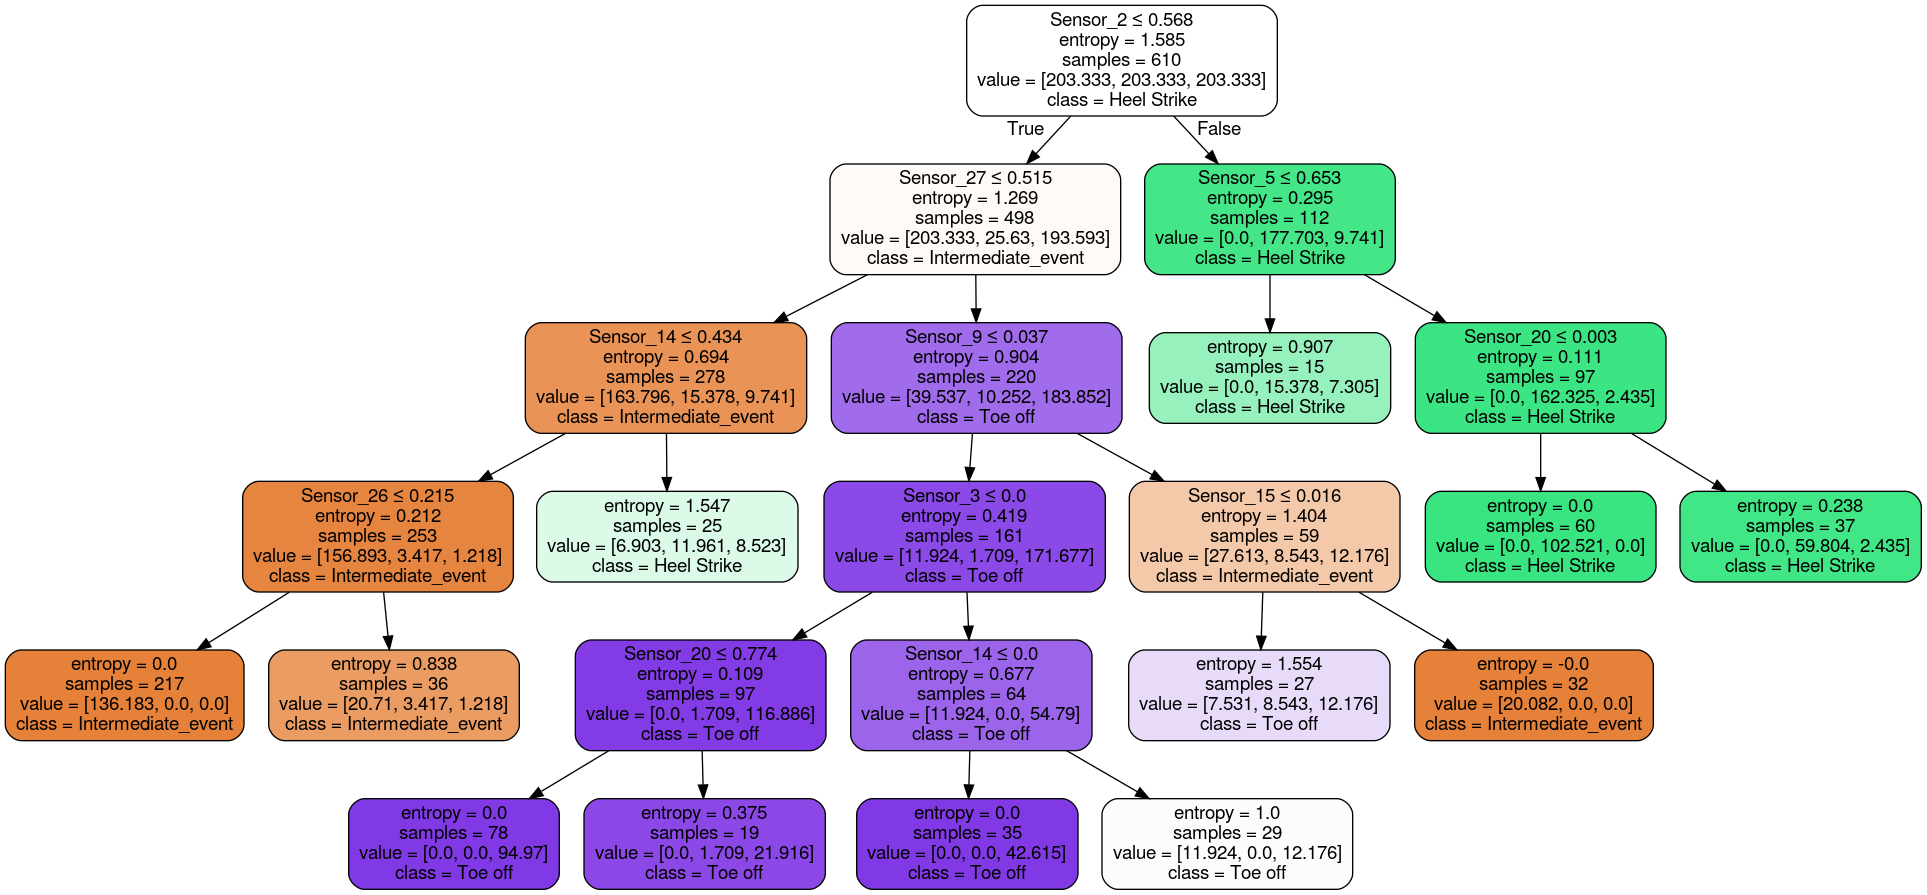 Sensor_2 ≤ 0.568
entropy = 1.585
samples = 610
value = [203.333, 203.333, 203.333]
class = Heel Strike
True
False
Sensor_27 ≤ 0.515
entropy = 1.269
samples = 498
value = [203.333, 25.63, 193.593]
class = Intermediate_event
Sensor_5 ≤ 0.653
entropy = 0.295
samples = 112
value = [0.0, 177.703, 9.741]
class = Heel Strike
Sensor_14 ≤ 0.434
entropy = 0.694
samples = 278
value = [163.796, 15.378, 9.741]
class = Intermediate_event
Sensor_9 ≤ 0.037
entropy = 0.904
samples = 220
value = [39.537, 10.252, 183.852]
class = Toe off
entropy = 0.907
samples = 15
value = [0.0, 15.378, 7.305]
class = Heel Strike
Sensor_20 ≤ 0.003
entropy = 0.111
samples = 97
value = [0.0, 162.325, 2.435]
class = Heel Strike
Sensor_26 ≤ 0.215
entropy = 0.212
samples = 253
value = [156.893, 3.417, 1.218]
class = Intermediate_event
entropy = 1.547
samples = 25
value = [6.903, 11.961, 8.523]
class = Heel Strike
Sensor_3 ≤ 0.0
entropy = 0.419
samples = 161
value = [11.924, 1.709, 171.677]
class = Toe off
Sensor_15 ≤ 0.016
entropy = 1.404
samples = 59
value = [27.613, 8.543, 12.176]
class = Intermediate_event
entropy = 0.0
samples = 60
value = [0.0, 102.521, 0.0]
class = Heel Strike
entropy = 0.238
samples = 37
value = [0.0, 59.804, 2.435]
class = Heel Strike
entropy = 0.0
samples = 217
value = [136.183, 0.0, 0.0]
class = Intermediate_event
entropy = 0.838
samples = 36
value = [20.71, 3.417, 1.218]
class = Intermediate_event
Sensor_20 ≤ 0.774
entropy = 0.109
samples = 97
value = [0.0, 1.709, 116.886]
class = Toe off
Sensor_14 ≤ 0.0
entropy = 0.677
samples = 64
value = [11.924, 0.0, 54.79]
class = Toe off
entropy = 1.554
samples = 27
value = [7.531, 8.543, 12.176]
class = Toe off
entropy = -0.0
samples = 32
value = [20.082, 0.0, 0.0]
class = Intermediate_event
entropy = 0.0
samples = 78
value = [0.0, 0.0, 94.97]
class = Toe off
entropy = 0.375
samples = 19
value = [0.0, 1.709, 21.916]
class = Toe off
entropy = 0.0
samples = 35
value = [0.0, 0.0, 42.615]
class = Toe off
entropy = 1.0
samples = 29
value = [11.924, 0.0, 12.176]
class = Toe off